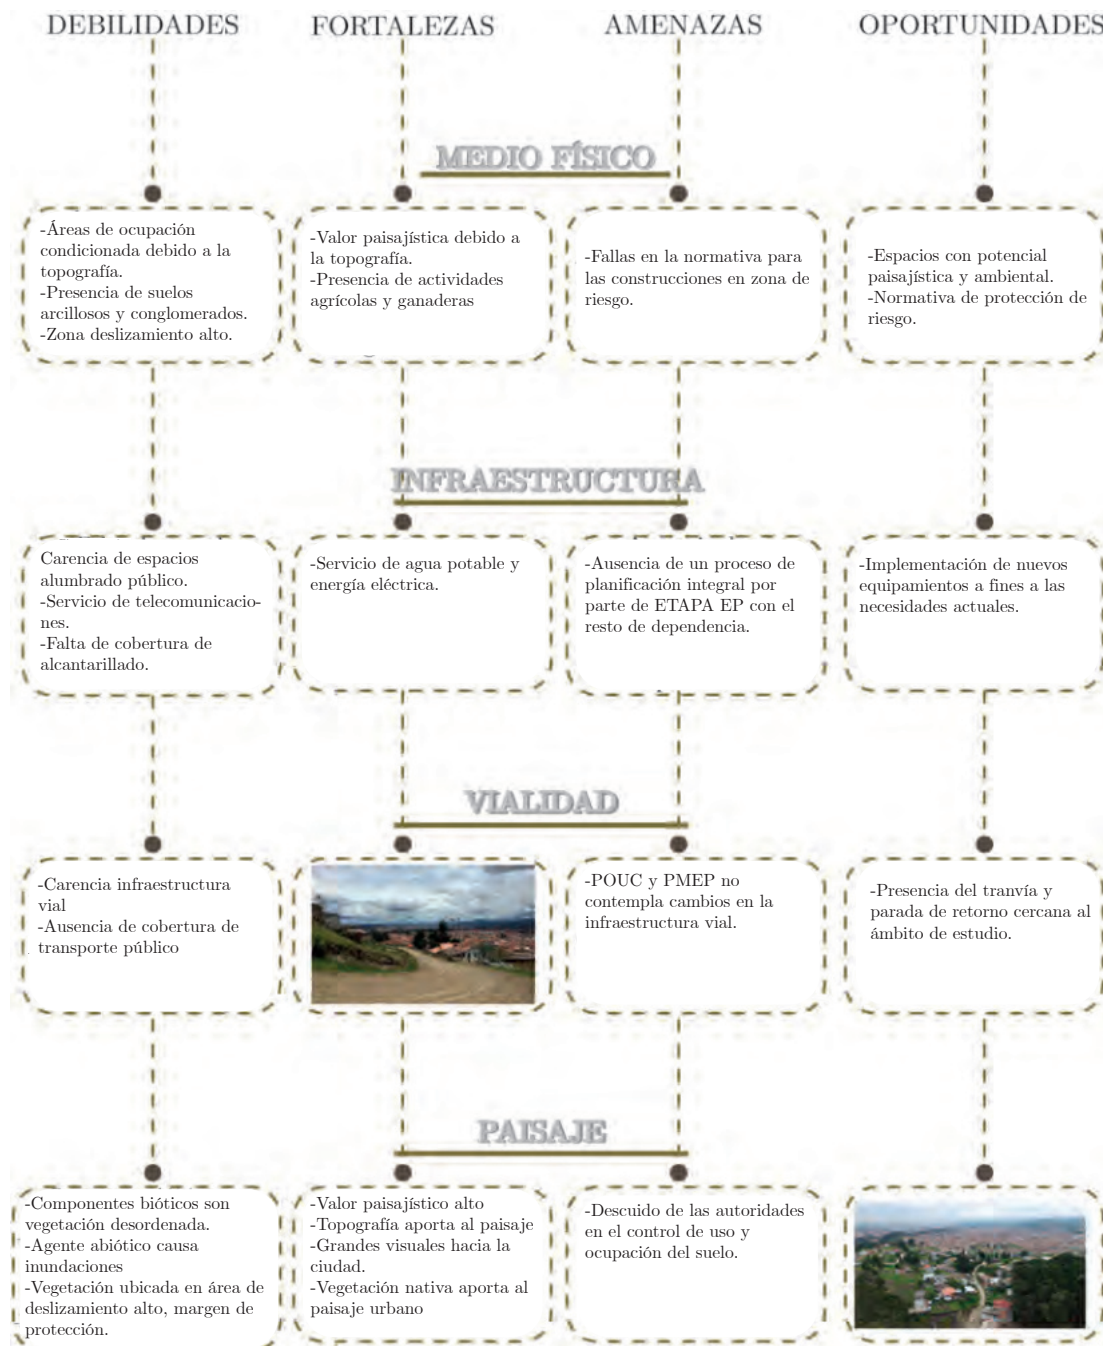 DEBILIDADES
FORTALEZAS
AMENAZAS
OPORTUNIDADES
MEDIO FÍSICO
-Áreas de ocupación
condicionada debido a la
topografía.
-Presencia de suelos
arcillosos y conglomerados.
-Zona deslizamiento alto.
-Valor paisajística debido a
la topografía.
-Presencia de actividades
agrícolas y ganaderas
-Fallas en la normativa para
las construcciones en zona de
riesgo.
-Espacios con potencial
paisajística y ambiental.
-Normativa de protección de
riesgo.
INFRAESTRUCTURA
Carencia de espacios
alumbrado público.
-Servicio de telecomunicacio-
nes.
-Falta de cobertura de
alcantarillado.
-Servicio de agua potable y
energía eléctrica.
-Ausencia de un proceso de
planificación integral por
parte de ETAPA EP con el
resto de dependencia.
-Implementación de nuevos
equipamientos a fines a las
necesidades actuales.
VIALIDAD
-Carencia infraestructura
vial
-Ausencia de cobertura de
transporte público
-POUC y PMEP no
contempla cambios en la
infraestructura vial.
-Presencia del tranvía y
parada de retorno cercana al
ámbito de estudio.
PAISAJE
-Componentes bióticos son
vegetación desordenada.
-Agente abiótico causa
inundaciones
-Vegetación ubicada en área de
deslizamiento alto, margen de
protección.
-Valor paisajístico alto
-Topografía aporta al paisaje
-Grandes visuales hacia la
ciudad.
-Vegetación nativa aporta al
paisaje urbano
-Descuido de las autoridades
en el control de uso y
ocupación del suelo.